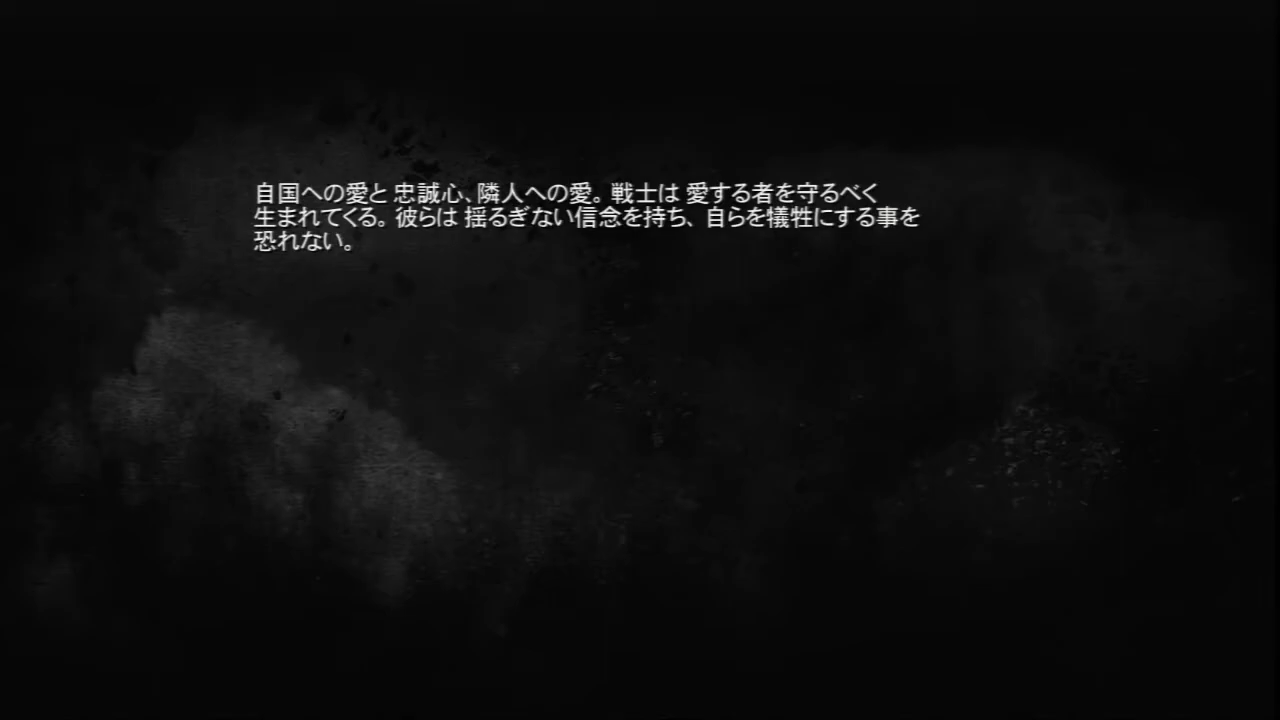 自国への愛と 忠誠心、隣人への愛。戦士は 愛する者を守るべく
生まれてくる。彼らは 揺るぎない信念を持ち、自らを犠牲にする事を
恐れない。